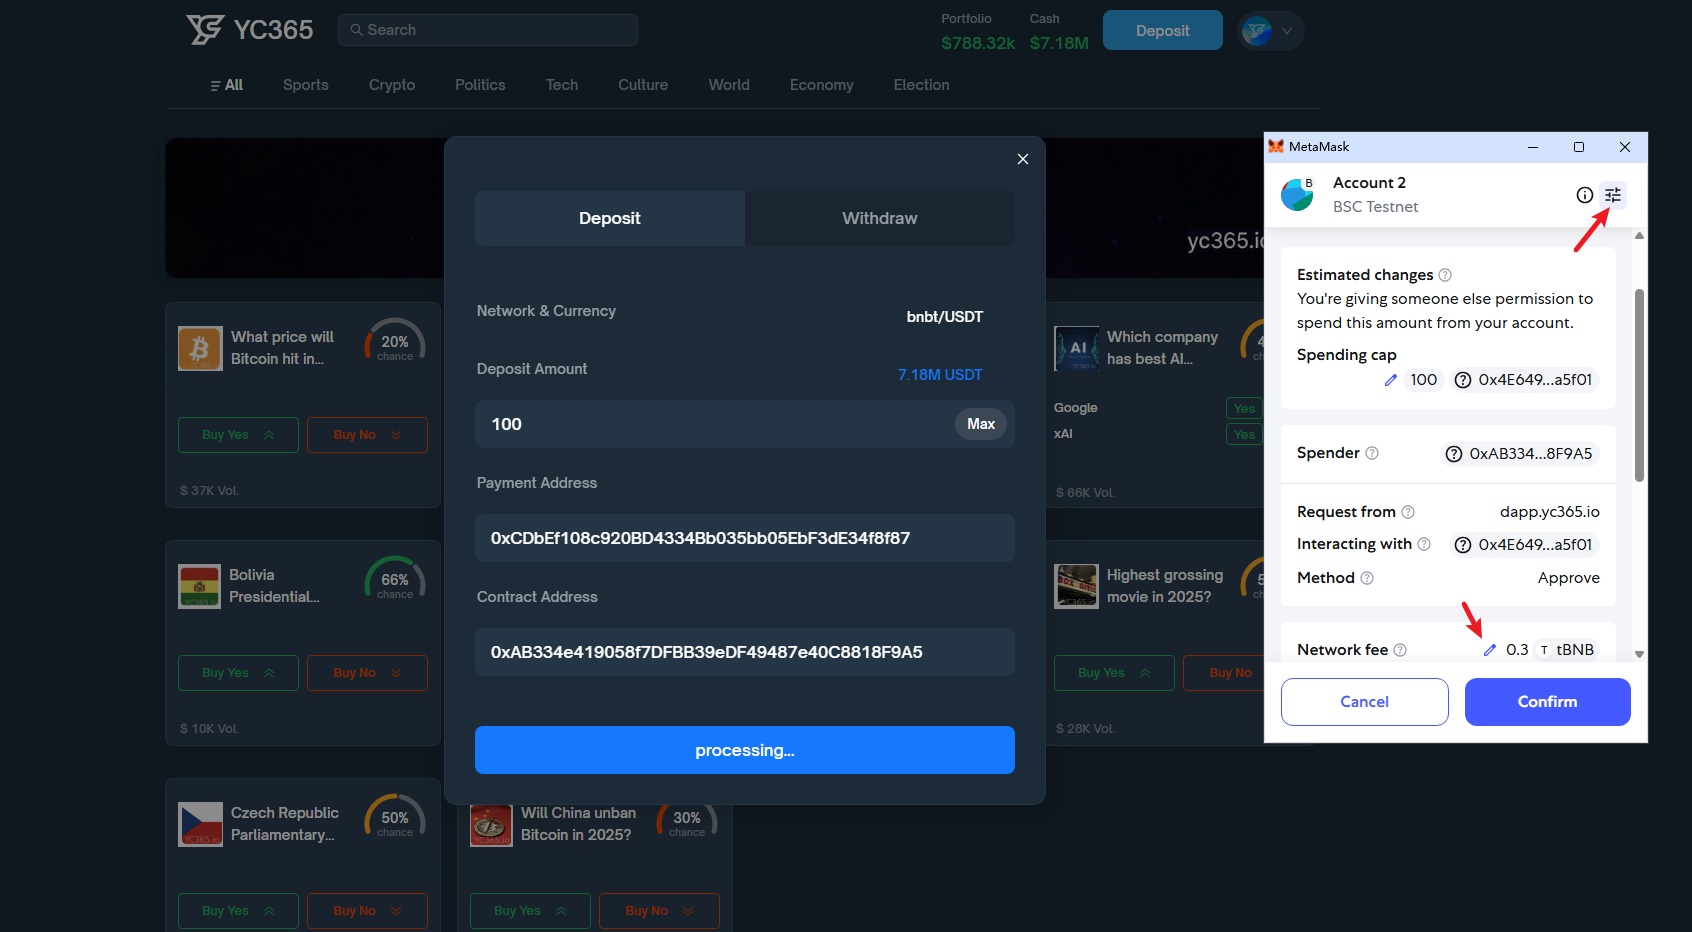 YC365
Search
Portfolio
$788.32k
Cash
$7.18M
Deposit
All
Sports
Crypto
Politics
Tech
Culture
World
Economy
Election
What price will
Bitcoin hit in...
20%
chance
Buy Yes
Buy No
$ 37K Vol.
Bolivia
Presidential...
66%
chance
Buy Yes
Buy No
$ 10K Vol.
Czech Republic
Parliamentary...
50%
chance
Buy Yes
Buy No
Will China unban
Bitcoin in 2025?
30%
chance
Buy Yes
Buy No
Deposit
Withdraw
Network & Currency
bnbt/USDT
Deposit Amount
7.18M USDT
100
Max
Payment Address
0xCDbEf108c920BD4334Bb035bb05EbF3dE34f8f87
Contract Address
0xAB334e419058f7DFBB39eDF49487e40C8818F9A5
processing...
yc365.io
Which company
has best AI...
AI
Google
Yes
xAI
Yes
$ 66K Vol.
Highest grossing
movie in 2025?
Buy Yes
Buy No
$ 28K Vol.
MetaMask
B
Account 2
BSC Testnet
Estimated changes
You're giving someone else permission to
spend this amount from your account.
Spending cap
100
0x4E649...a5f01
Spender
0xAB334...8F9A5
Request from
dapp.yc365.io
Interacting with
0x4E649...a5f01
Method
Approve
Network fee
0.3
T
tBNB
Cancel
Confirm